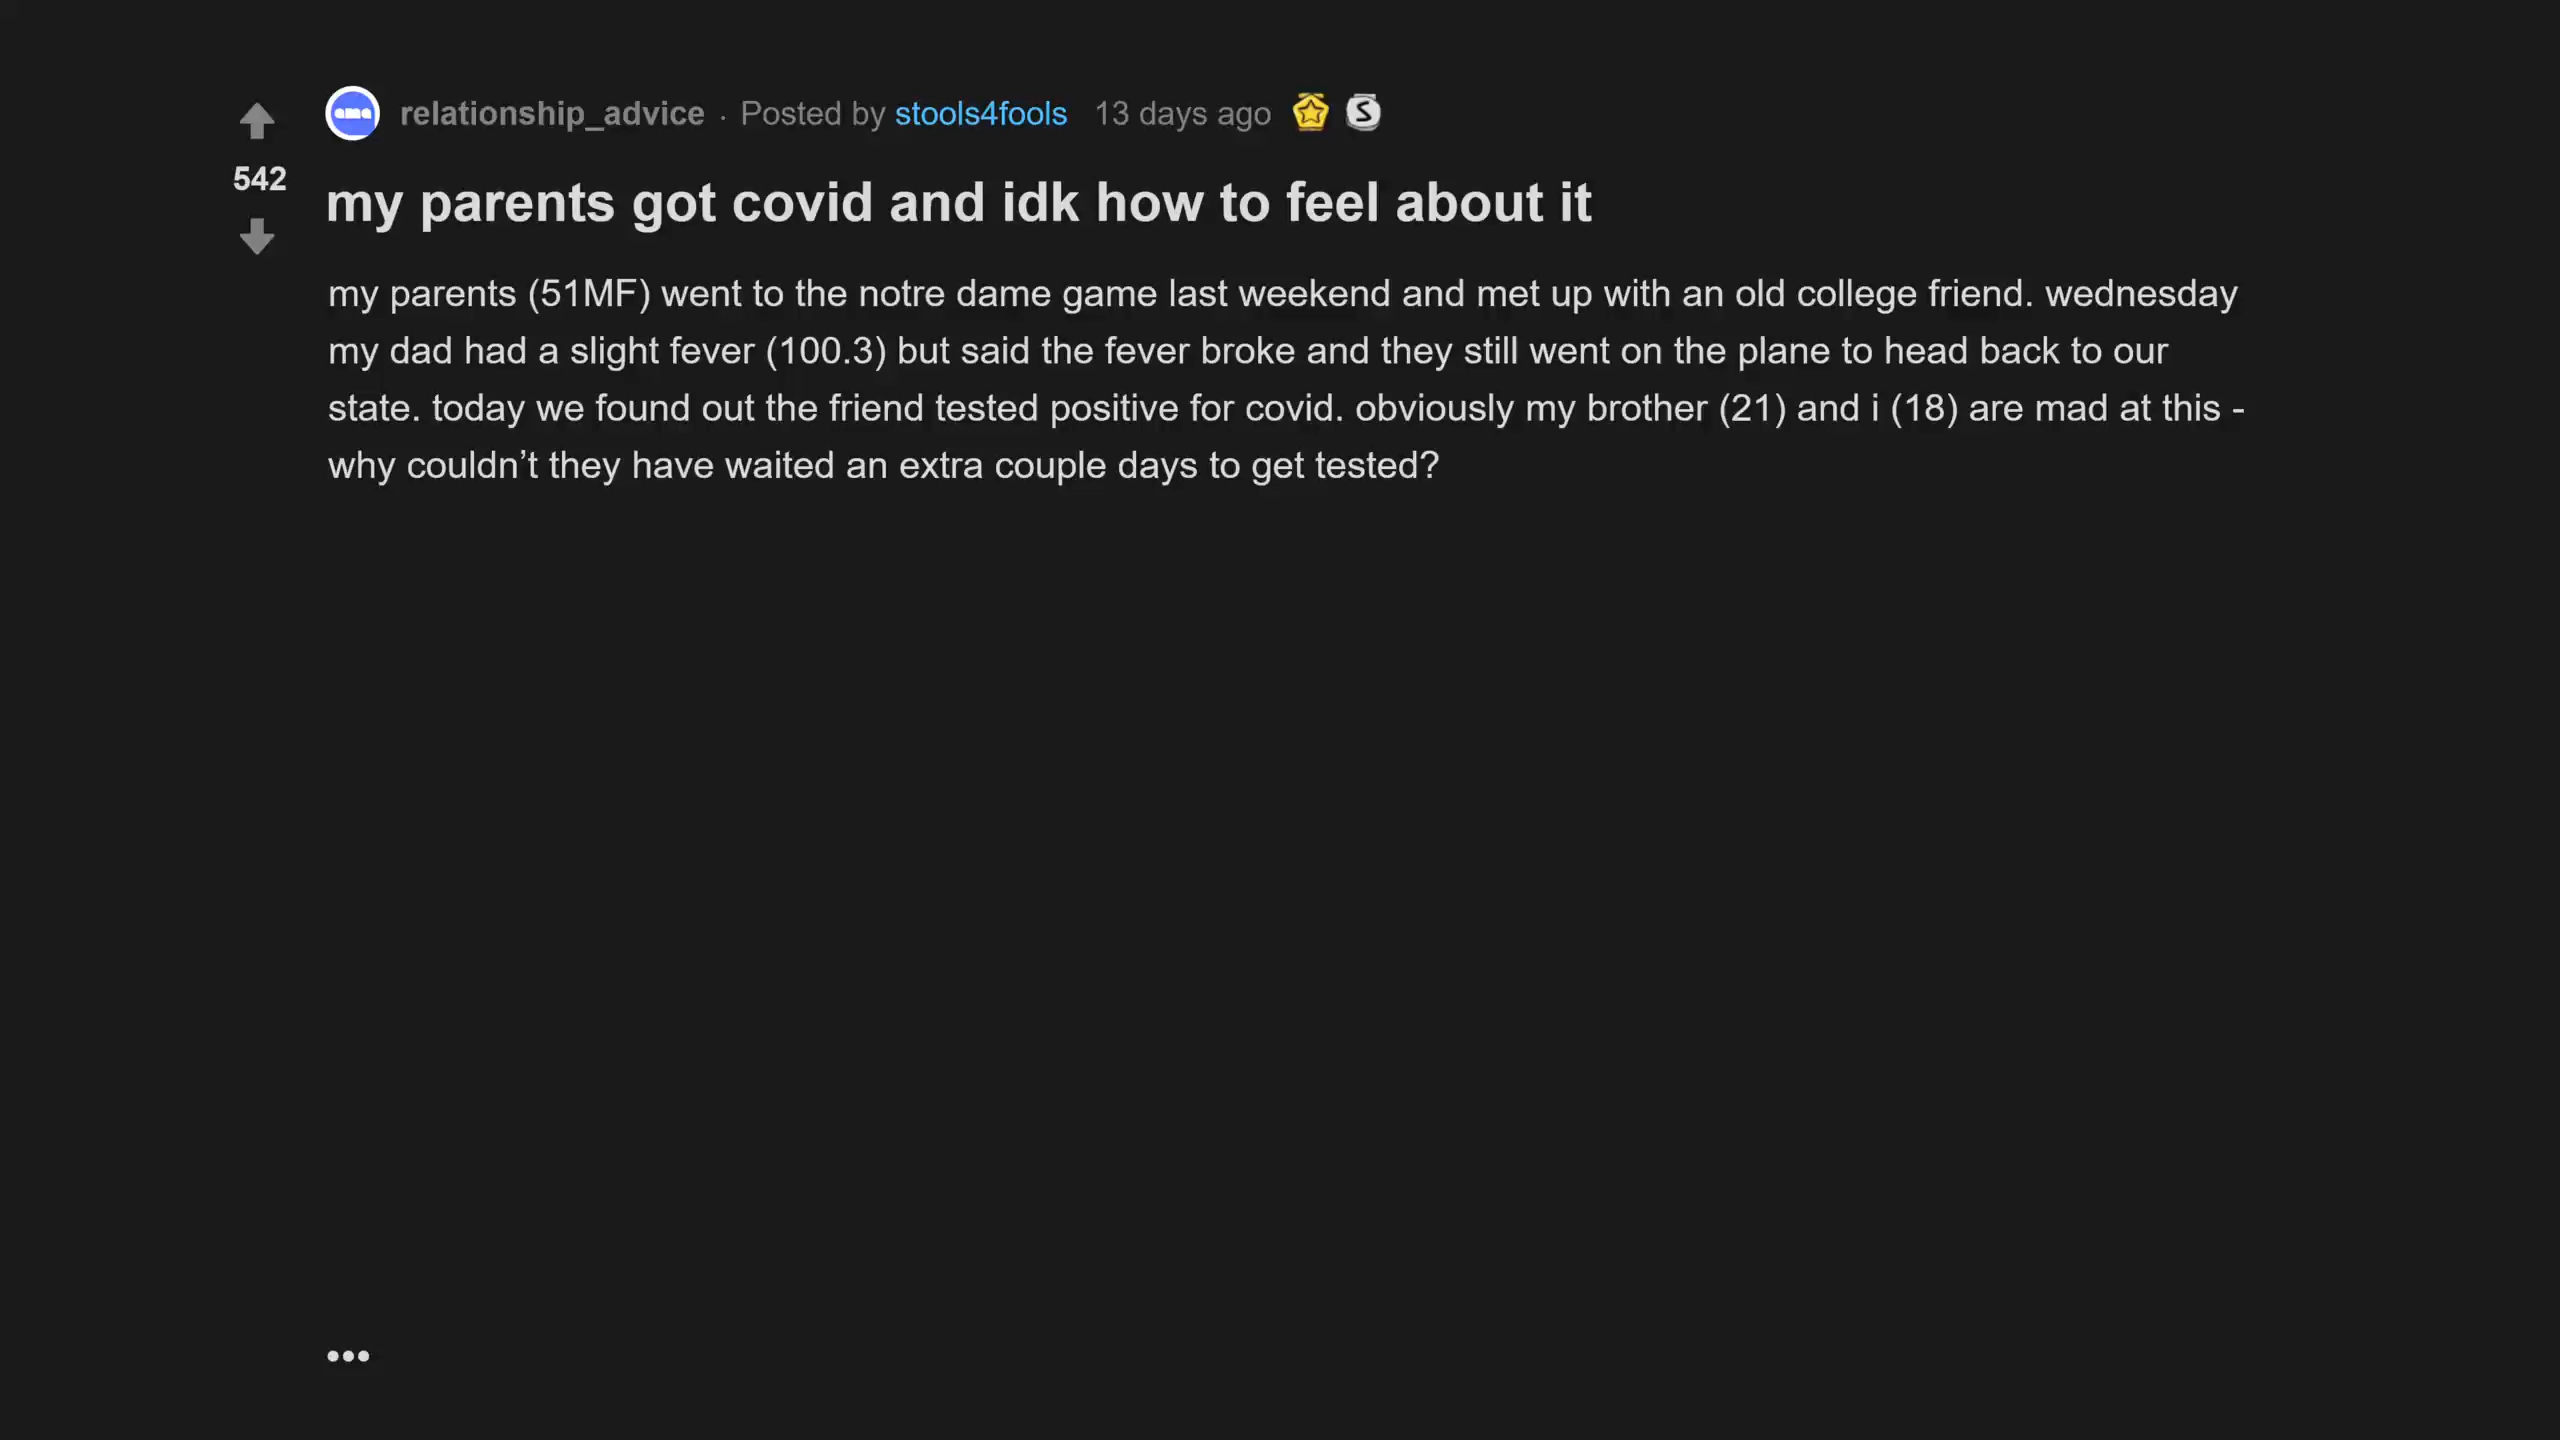 relationship_advice · Posted by stools4fools 13 days ago
542
my parents got covid and idk how to feel about it
my parents (51MF) went to the notre dame game last weekend and met up with an old college friend. wednesday
my dad had a slight fever (100.3) but said the fever broke and they still went on the plane to head back to our
state. today we found out the friend tested positive for covid. obviously my brother (21) and i (18) are mad at this -
why couldn’t they have waited an extra couple days to get tested?
•••